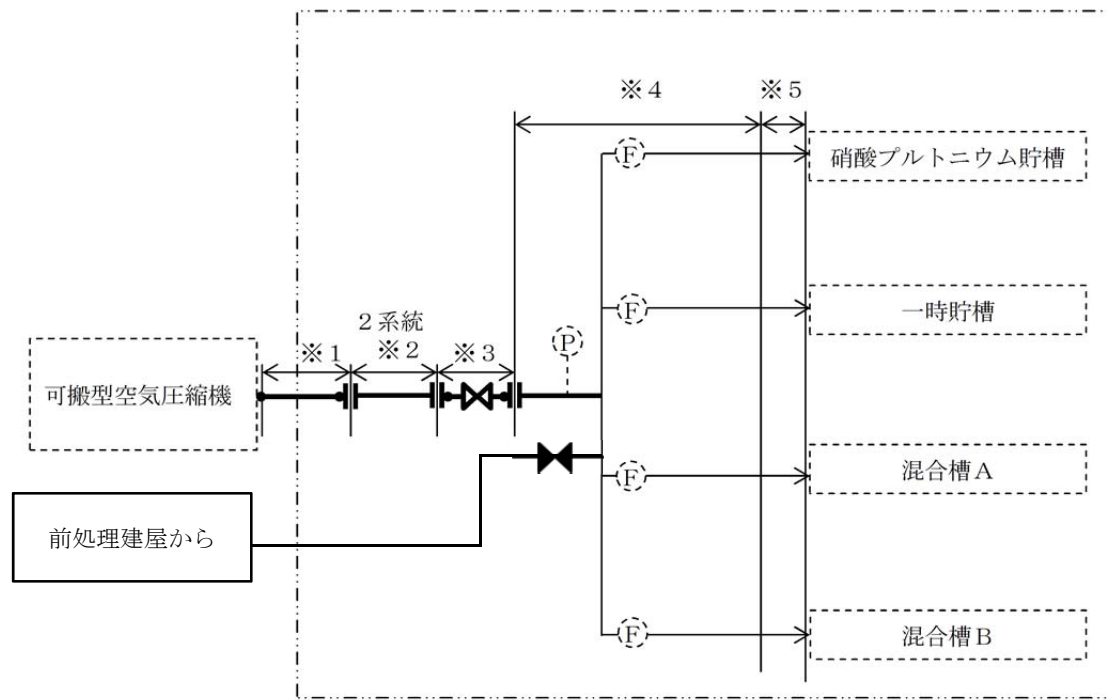 ※4
※5
F
硝酸プルトニウム貯槽
F
一時貯槽
2系統
※1
※2
※3
P
可搬型空気圧縮機
F
混合槽A
前処理建屋から
F
混合槽B